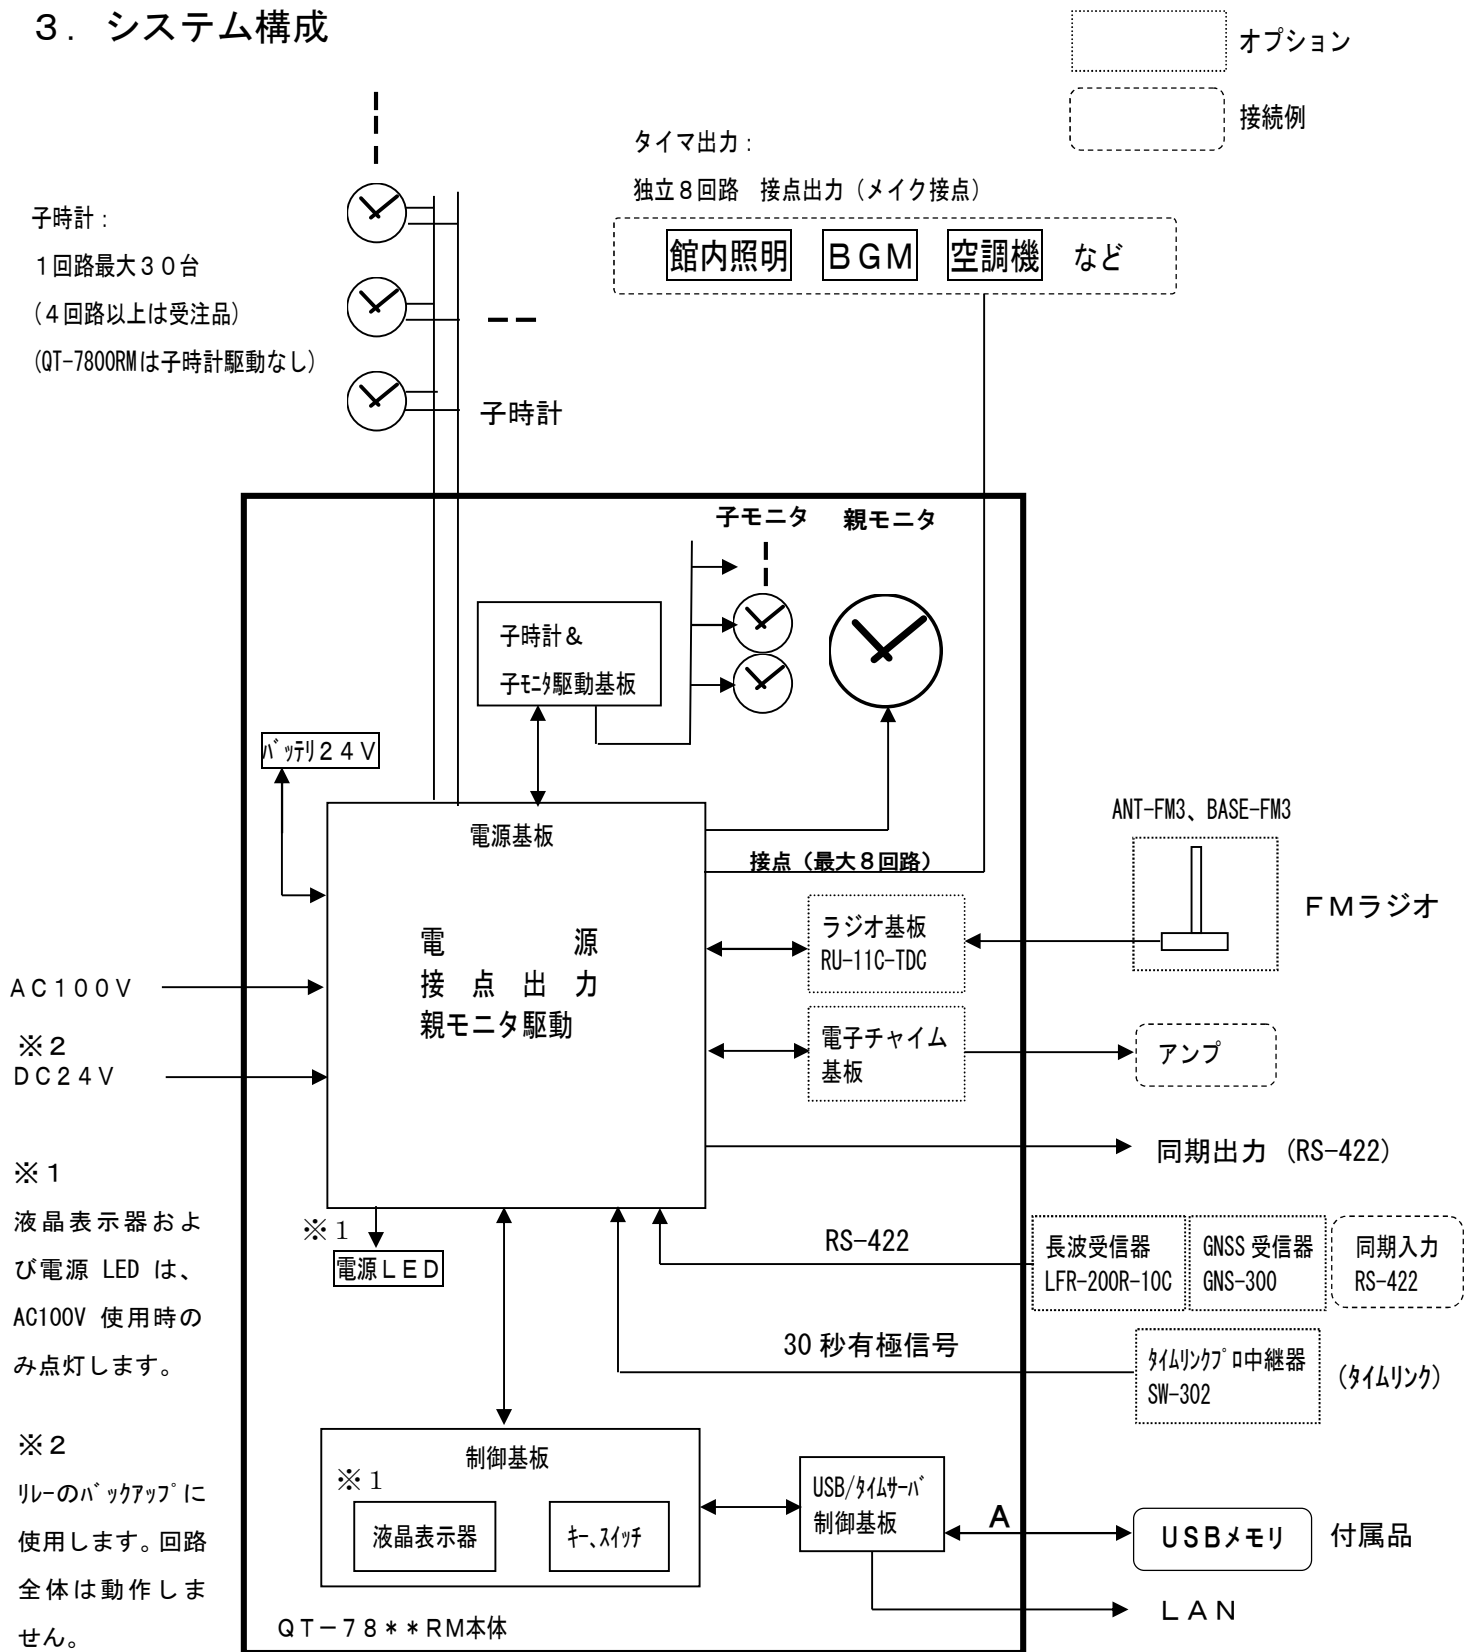 ３．システム構成
オプション
接続例
タイマ出力：
独立８回路　接点出力（メイク接点）
館内照明　ＢＧＭ　空調機　など
子時計：
１回路最大３０台
(４回路以上は受注品)
(QT-7800RMは子時計駆動なし)
子時計
子モニタ　親モニタ
子時計＆
子ﾓﾆﾀ駆動基板
ﾊﾞｯﾃﾘ２４Ｖ
電源基板
接点（最大８回路）
電　　源
接　点　出　力
親モニタ駆動
ANT-FM3、BASE-FM3
ＦＭラジオ
ラジオ基板
RU-11C-TDC
電子チャイム
基板
アンプ
ＡＣ１００Ｖ
※２
ＤＣ２４Ｖ
同期出力 (RS-422)
※１
液晶表示器およ
び電源 LED は、
AC100V 使用時の
み点灯します。
※１
電源ＬＥＤ
RS-422
長波受信器
LFR-200R-10C
GNSS 受信器
GNS-300
同期入力
RS-422
30 秒有極信号
ﾀｲﾑﾘﾝｸﾌﾟﾛ中継器
SW-302
(ﾀｲﾑﾘﾝｸ)
※２
ﾘﾚｰのﾊﾞｯｸｱｯﾌﾟに
使用します。回路
全体は動作しま
せん。
制御基板
※１
液晶表示器
ｷｰ､ｽｲｯﾁ
USB/ﾀｲﾑｻｰﾊﾞ
制御基板
A
ＵＳＢメモリ
付属品
ＬＡＮ
ＱＴ－７８＊＊ＲＭ本体